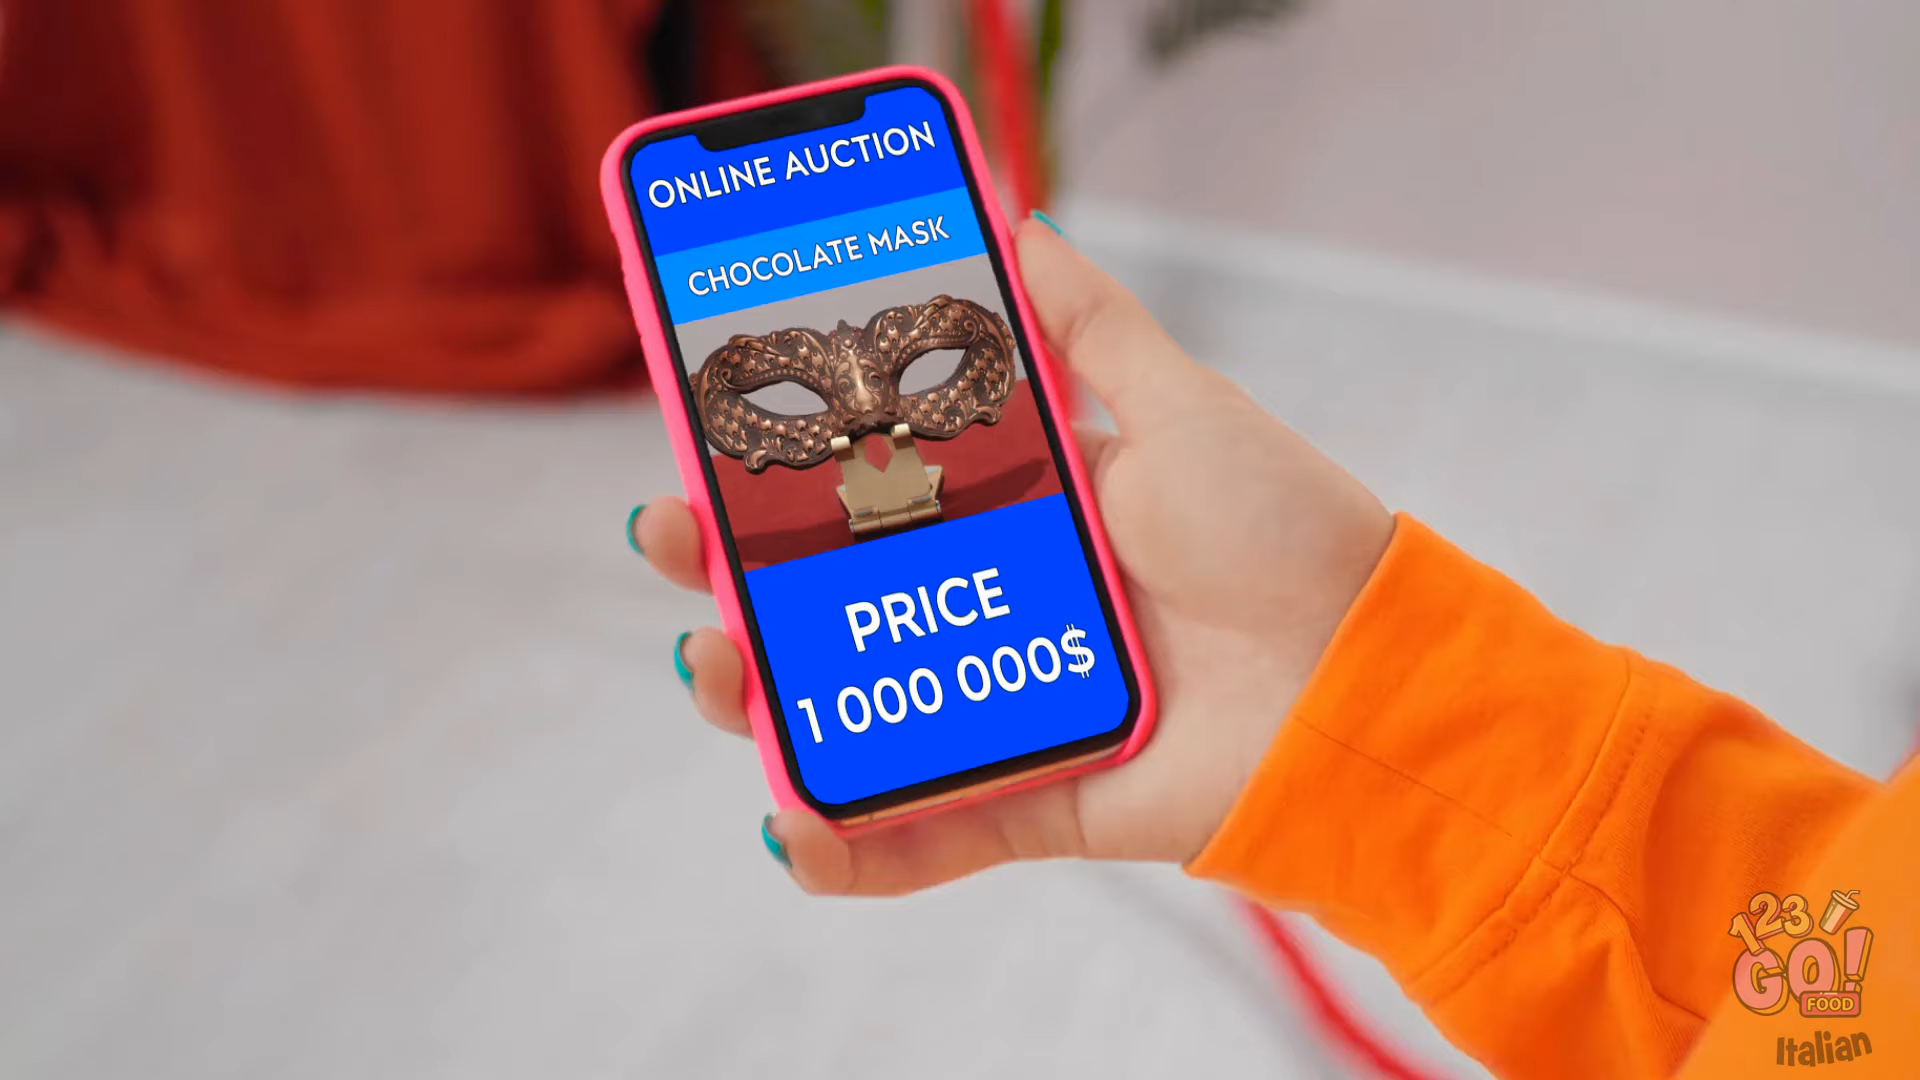 ONLINE AUCTION
CHOCOLATE MASK
PRICE
1 000 000$
123
GO!
FOOD
Italian